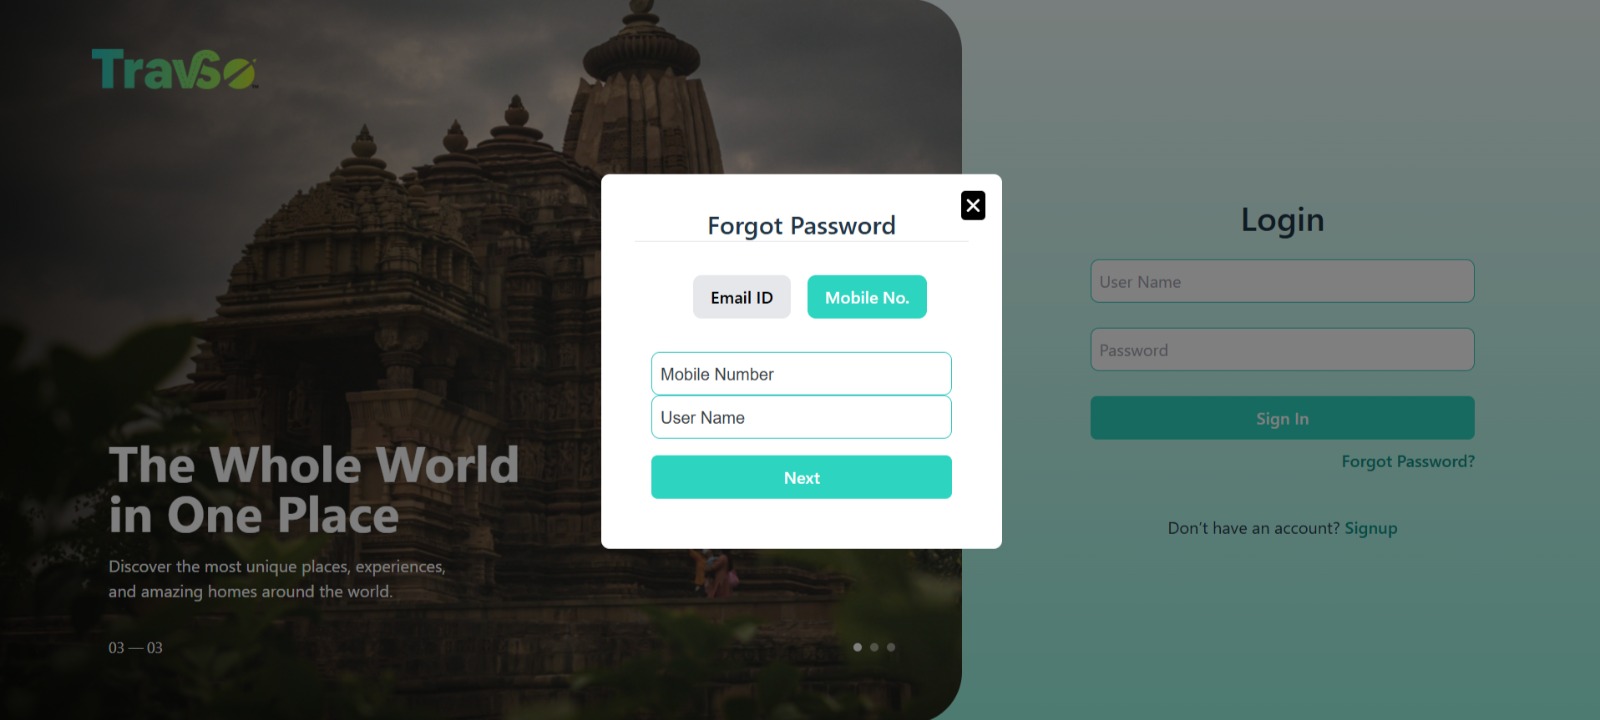 TravSo
The Whole World
in One Place
Discover the most unique places, experiences,
and amazing homes around the world.
03 — 03
Forgot Password
Email ID
Mobile No.
Mobile Number
User Name
Next
Login
User Name
Password
Sign In
Forgot Password?
Don't have an account? Signup